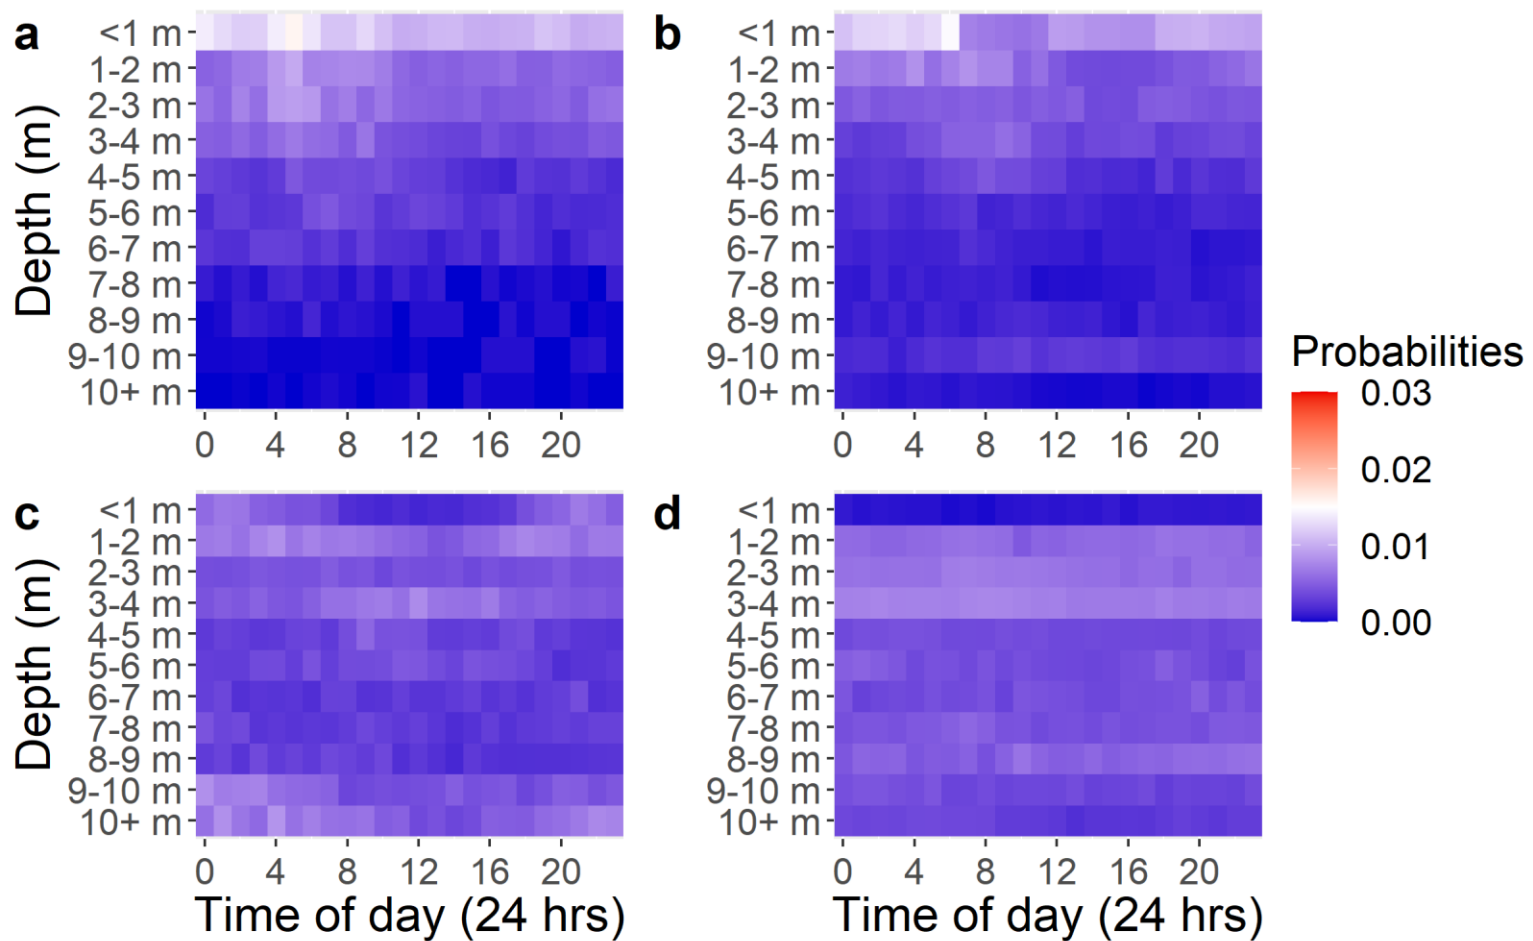 a
<1 m
1-2 m
2-3 m
3-4 m
4-5 m
5-6 m
6-7 m
7-8 m
8-9 m
9-10 m
10+ m
0 4 8 12 16 20
Depth (m)
b
<1 m
1-2 m
2-3 m
3-4 m
4-5 m
5-6 m
6-7 m
7-8 m
8-9 m
9-10 m
10+ m
0 4 8 12 16 20
c
<1 m
1-2 m
2-3 m
3-4 m
4-5 m
5-6 m
6-7 m
7-8 m
8-9 m
9-10 m
10+ m
0 4 8 12 16 20
Depth (m)
Time of day (24 hrs)
d
<1 m
1-2 m
2-3 m
3-4 m
4-5 m
5-6 m
6-7 m
7-8 m
8-9 m
9-10 m
10+ m
0 4 8 12 16 20
Time of day (24 hrs)
Probabilities
0.03
0.02
0.01
0.00